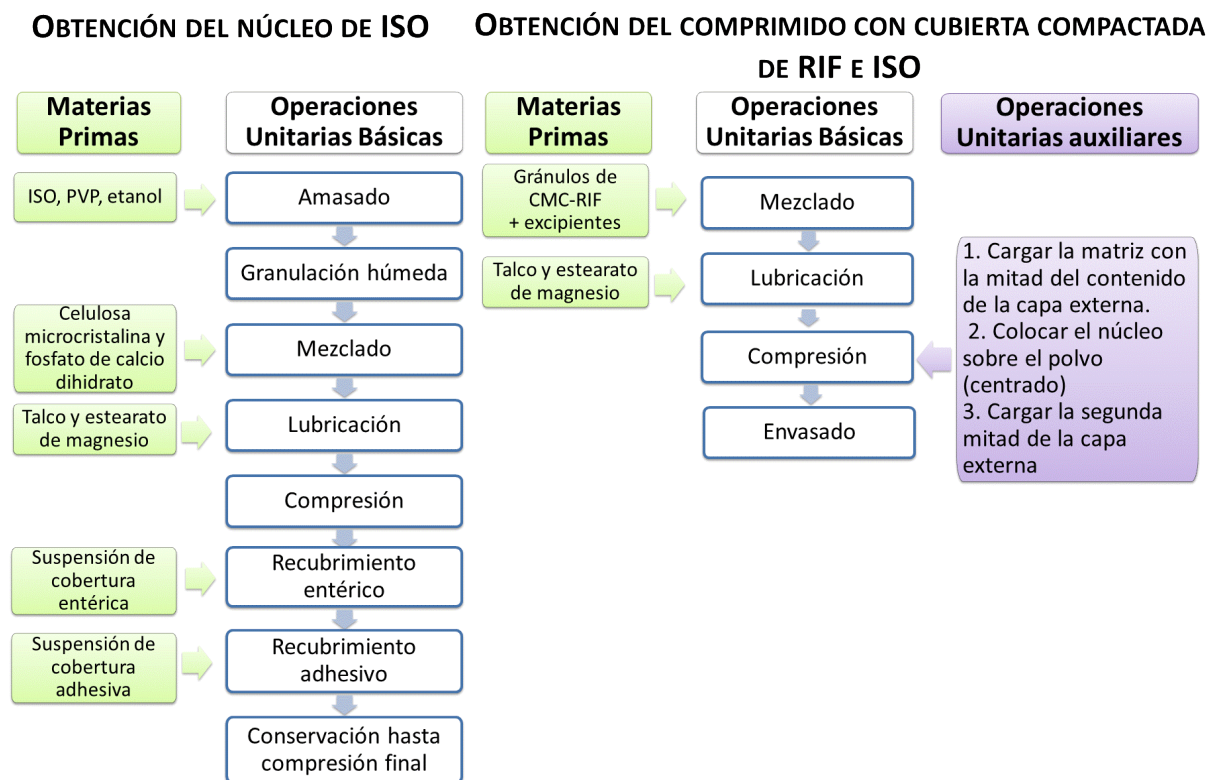 OBTENCIÓN DEL NÚCLEO DE ISO
Materias
Primas
Operaciones
Unitarias Básicas
ISO, PVP, etanol
Amasado
Granulación húmeda
Celulosa
microcristalina y
fosfato de calcio
dihidrato
Mezclado
Talco y estearato
de magnesio
Lubricación
Compresión
Suspensión de
cobertura
entérica
Recubrimiento
entérico
Suspensión de
cobertura
adhesiva
Recubrimiento
adhesivo
Conservación hasta
compresión final
OBTENCIÓN DEL COMPRIMIDO CON CUBIERTA COMPACTADA
DE RIF E ISO
Materias
Primas
Operaciones
Unitarias Básicas
Operaciones
Unitarias auxiliares
Gránulos de
CMC-RIF
+ excipientes
Mezclado
Talco y estearato
de magnesio
Lubricación
Compresión
Envasado
1. Cargar la matriz con
la mitad del contenido
de la capa externa.
2. Colocar el núcleo
sobre el polvo
(centrado)
3. Cargar la segunda
mitad de la capa
externa